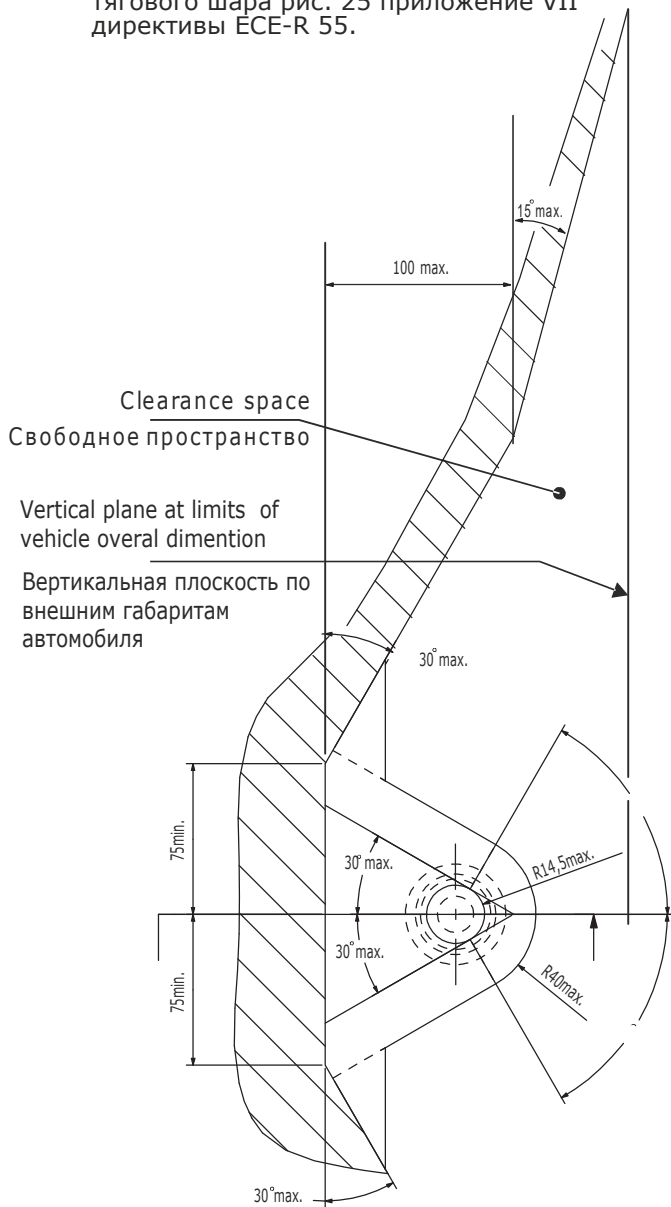 тягового шара рис. 25 приложение VII
директивы ECE-R 55.
15°max.
100 max.
Clearance space
Свободное пространство
Vertical plane at limits of
vehicle overal dimention
Вертикальная плоскость по
внешним габаритам
автомобиля
30°max.
75min.
30°max.
R14,5max.
30°max.
75min.
R40max.
30°max.